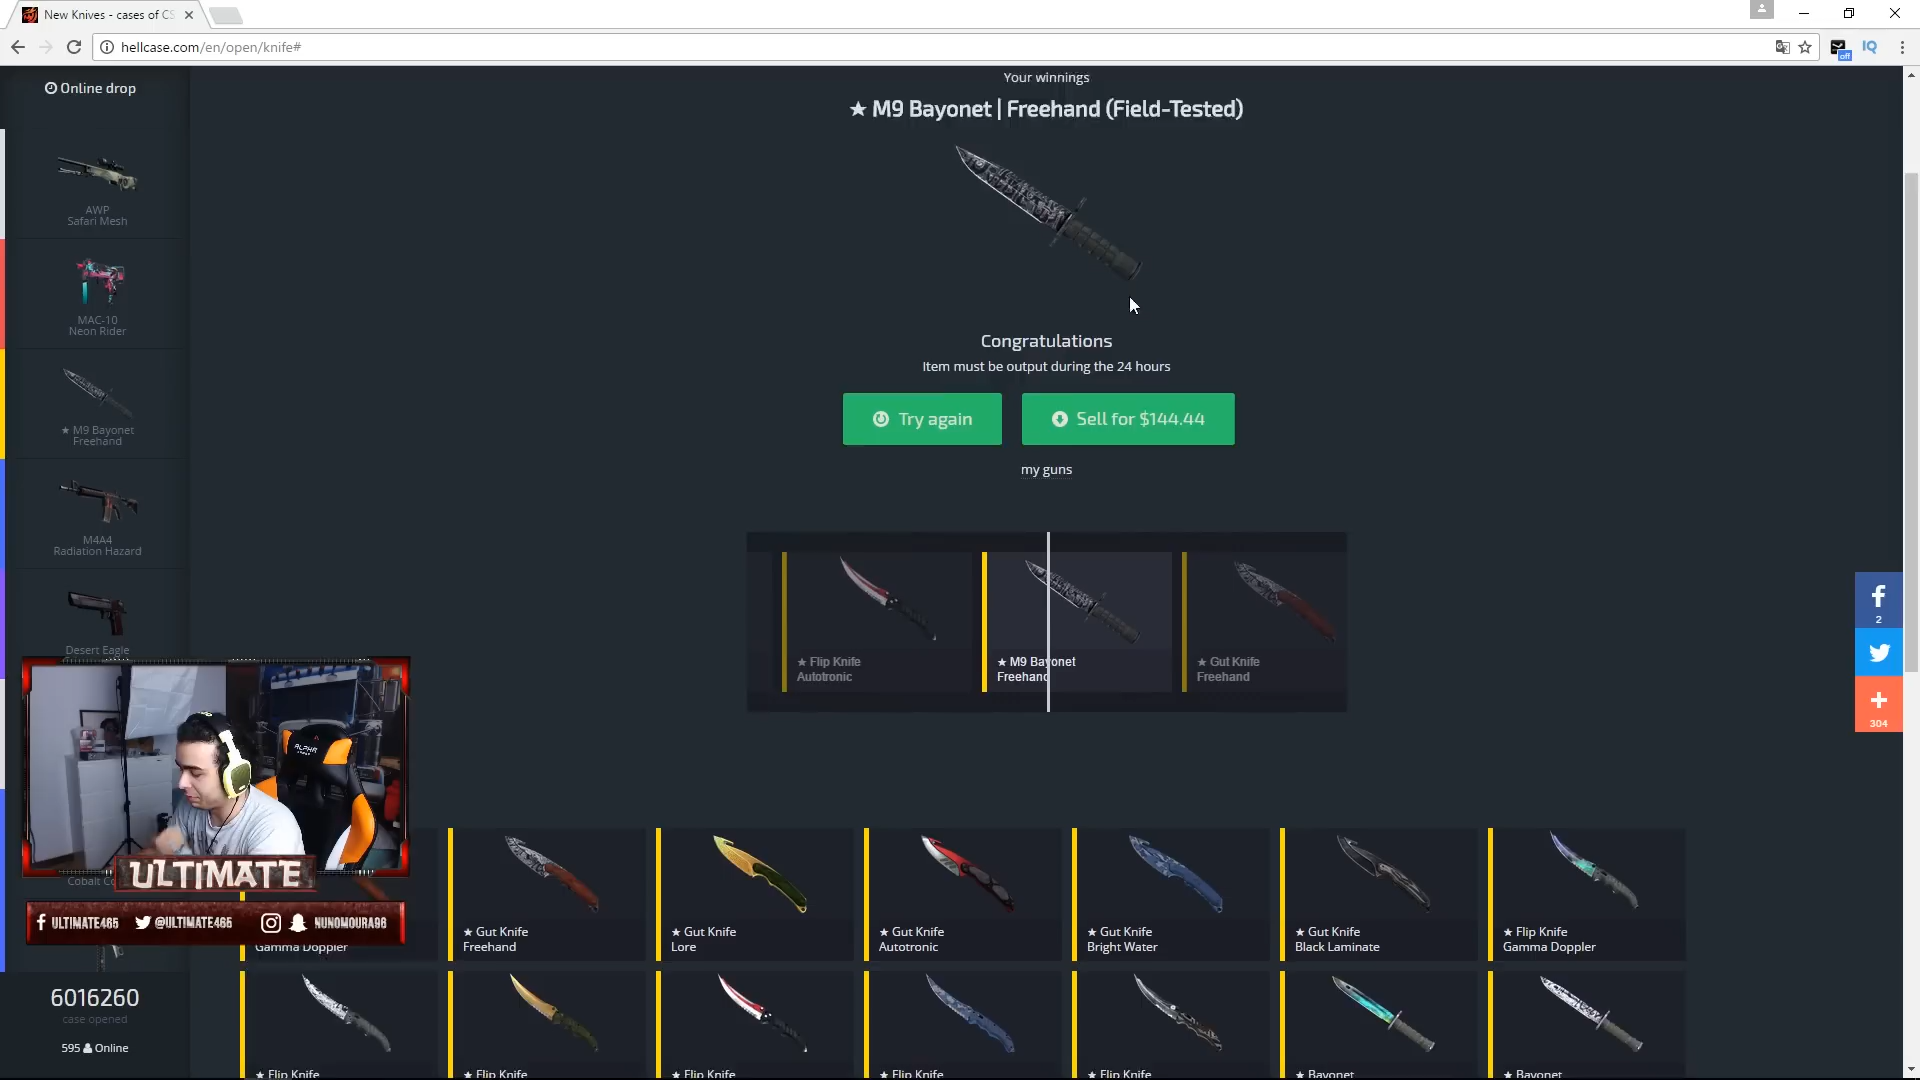 New Knives - cases of CS
hellcase.com/en/open/knife#
off
IQ
Online drop
AWP
Safari Mesh
MAC-10
Neon Rider
★ M9 Bayonet
Freehand
M4A4
Radiation Hazard
Desert Eagle
Your winnings
★ M9 Bayonet | Freehand (Field-Tested)
Congratulations
Item must be output during the 24 hours
Try again
Sell for $144.44
my guns
★ Flip Knife
Autotronic
★ M9 Bayonet
Freehand
★ Gut Knife
Freehand
2
304
ALPHA
ULTIMATE
ULTIMATE465
@ULTIMATE465
NUNOMOURA96
Gamma Doppler
★ Gut Knife
Freehand
★ Gut Knife
Lore
★ Gut Knife
Autotronic
★ Gut Knife
Bright Water
★ Gut Knife
Black Laminate
★ Flip Knife
Gamma Doppler
★ Flip Knife
★ Flip Knife
★ Flip Knife
★ Flip Knife
★ Flip Knife
★ Bayonet
★ Bayonet
6016260
case opened
595 Online